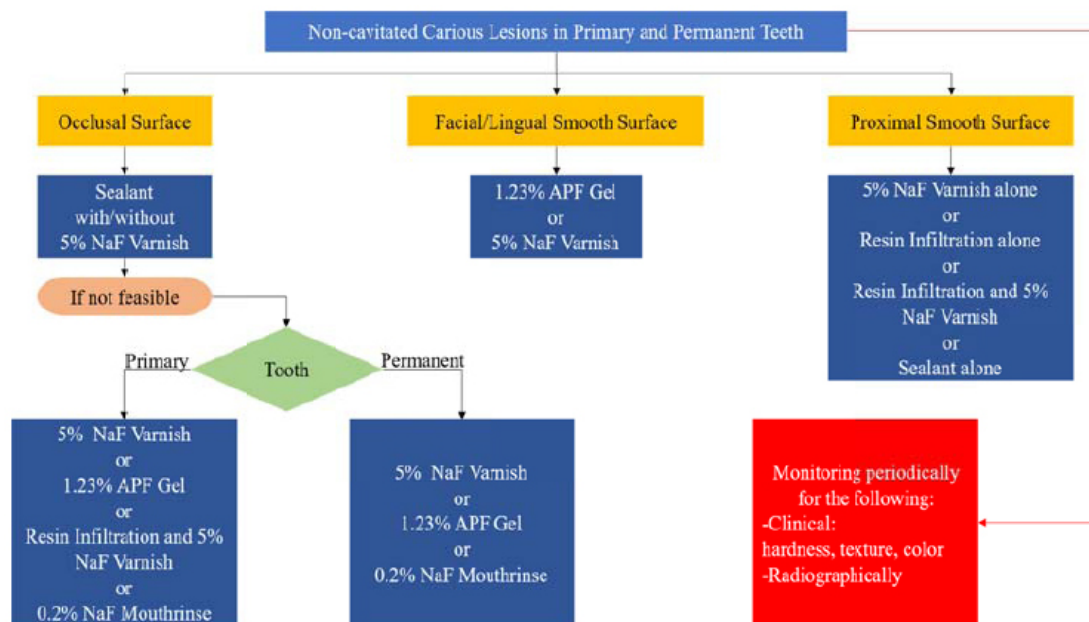 Non-cavitated Carious Lesions in Primary and Permanent Teeth
Occlusal Surface
Facial/Lingual Smooth Surface
Proximal Smooth Surface
Sealant
with/without
5% NaF Varnish
1.23% APF Gel
or
5% NaF Varnish
5% NaF Varnish alone
or
Resin Infiltration alone
or
Resin Infiltration and 5%
NaF Varnish
or
Sealant alone
If not feasible
Primary
Tooth
Permanent
5% NaF Varnish
or
1.23% APF Gel
or
Resin Infiltration and 5%
NaF Varnish
or
0.2% NaF Mouthrinse
5% NaF Varnish
or
1.23% APF Gel
or
0.2% NaF Mouthrinse
Monitoring periodically
for the following:
-Clinical:
hardness, texture, color
-Radiographically